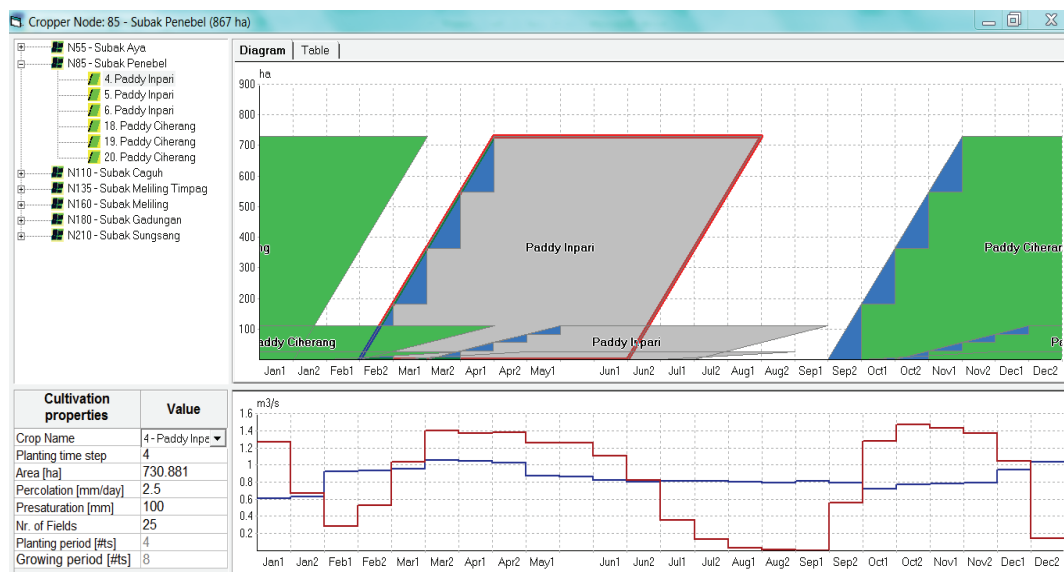 Cropper Node: 85 - Subak Penebel (867 ha)
N55 - Subak Aya
N85 - Subak Penebel
4. Paddy Inpari
5. Paddy Inpari
6. Paddy Inpari
18. Paddy Ciherang
19. Paddy Ciherang
20. Paddy Ciherang
N110 - Subak Caguh
N135 - Subak Meliling Timpag
N160 - Subak Meliling
N180 - Subak Gadungan
N210 - Subak Sungsang
Diagram Table
ha
900
800
700
600
500
400
300
200
100
ng Paddy Inpari Paddy Ciherar
addy Ciherang Paddy Inpari Pa
Jan1 Jan2 Feb1 Feb2 Mar1 Mar2 Apr1 Apr2 May1 Jun1 Jun2 Jul1 Jul2 Aug1 Aug2 Sep1 Sep2 Oct1 Oct2 Nov1 Nov2 Dec1 Dec2
Cultivation properties Value
Crop Name 4 - Paddy Inpa
Planting time step 4
Area [ha] 730.881
Percolation [mm/day] 2.5
Presaturation [mm] 100
Nr. of Fields 25
Planting period [#ts] 4
Growing period [#ts] 8
m3/s
1.6
1.4
1.2
1
0.8
0.6
0.4
0.2
Jan1 Jan2 Feb1 Feb2 Mar1 Mar2 Apr1 Apr2 May1 Jun1 Jun2 Jul1 Jul2 Aug1 Aug2 Sep1 Sep2 Oct1 Oct2 Nov1 Nov2 Dec1 Dec2